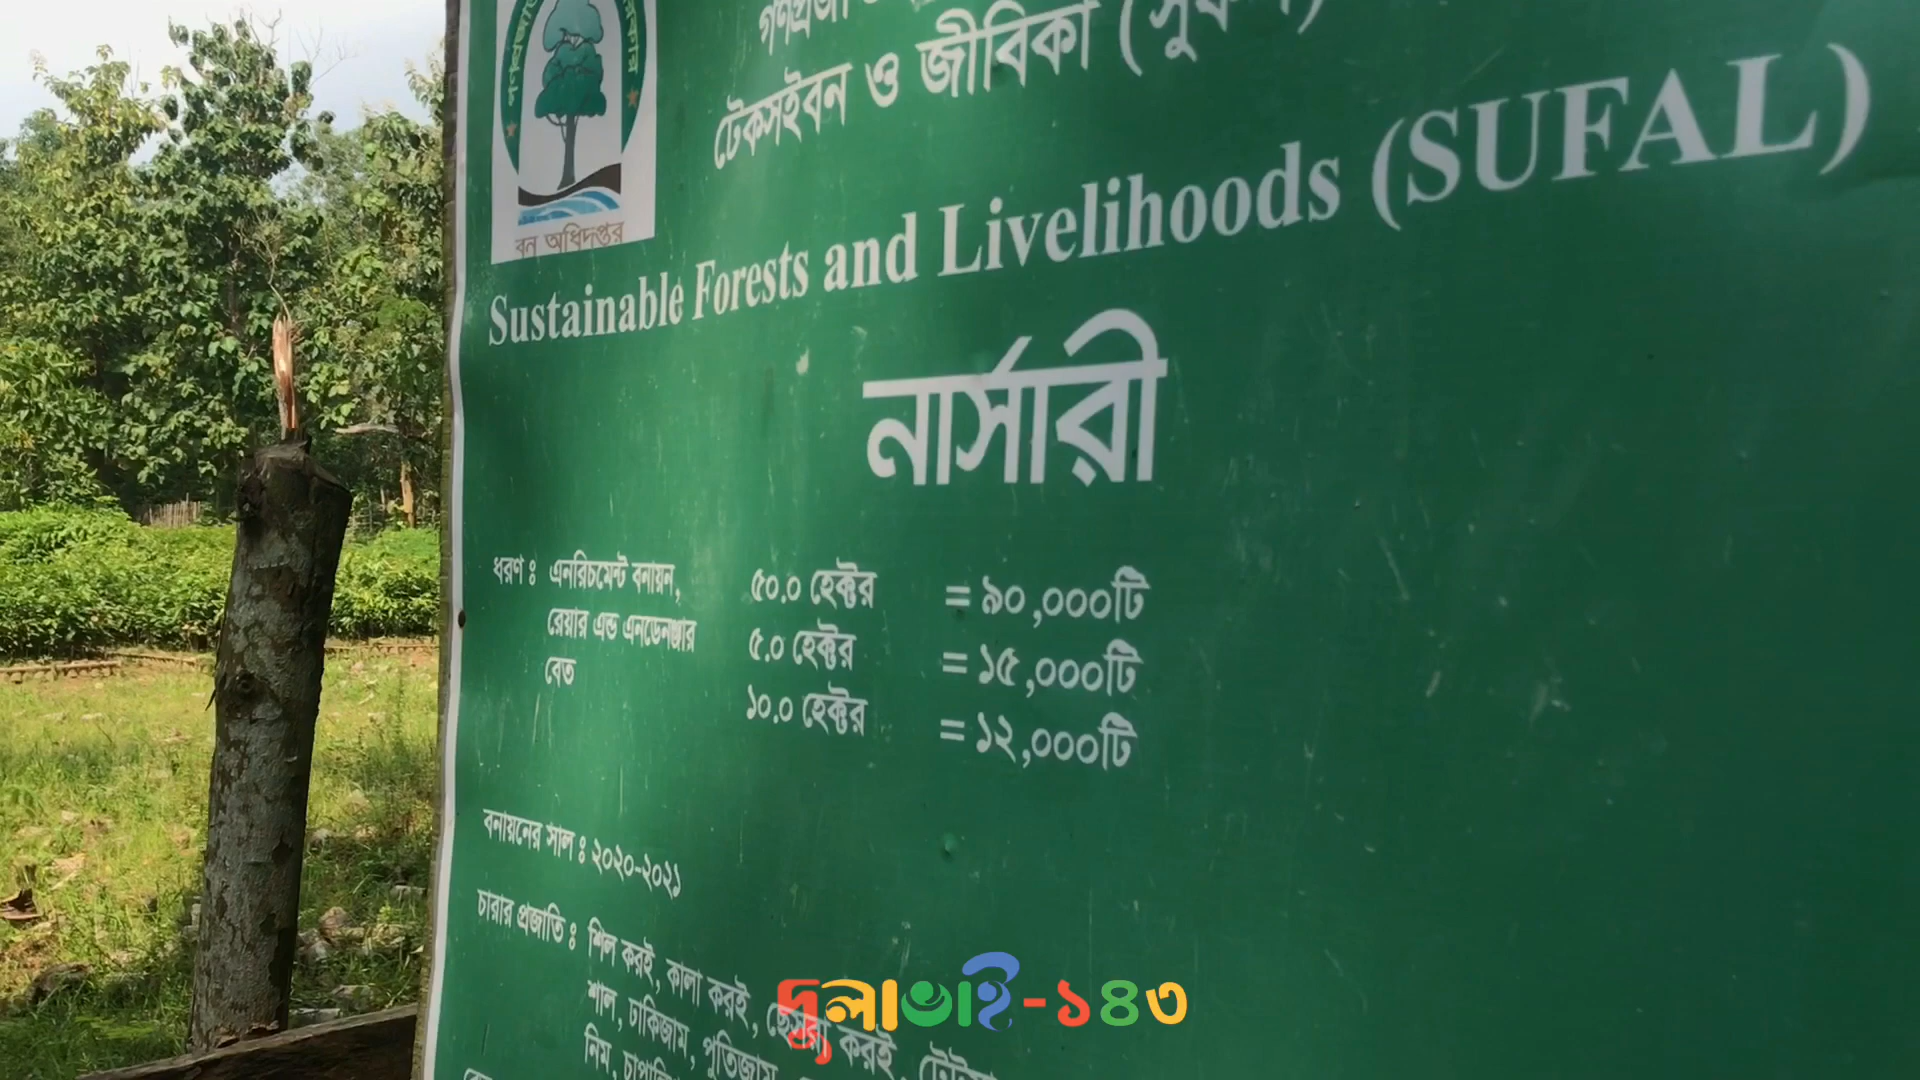 টেকসইবন ও জীবিকা
Sustainable Forests and Livelihoods (SUFAL)
বন অধিদপ্তর
নার্সারী
ধরণ ঃ এনরিচমেন্ট বনায়ন, ৫০.০ হেক্টর = ৯০,০০০টি
রেয়ার এন্ড এনডেনজ্জার ৫.০ হেক্টর = ১৫,০০০টি
বেত ১০.০ হেক্টর = ১২,০০০টি
বনায়নের সাল ঃ ২০২০-২০২১
চারার প্রজাতি ঃ শিল করই, কালা করই, করই,
শাল, ঢাকিজাম, পুতিজাম
নিম,
দুলাভাই-১৪৩